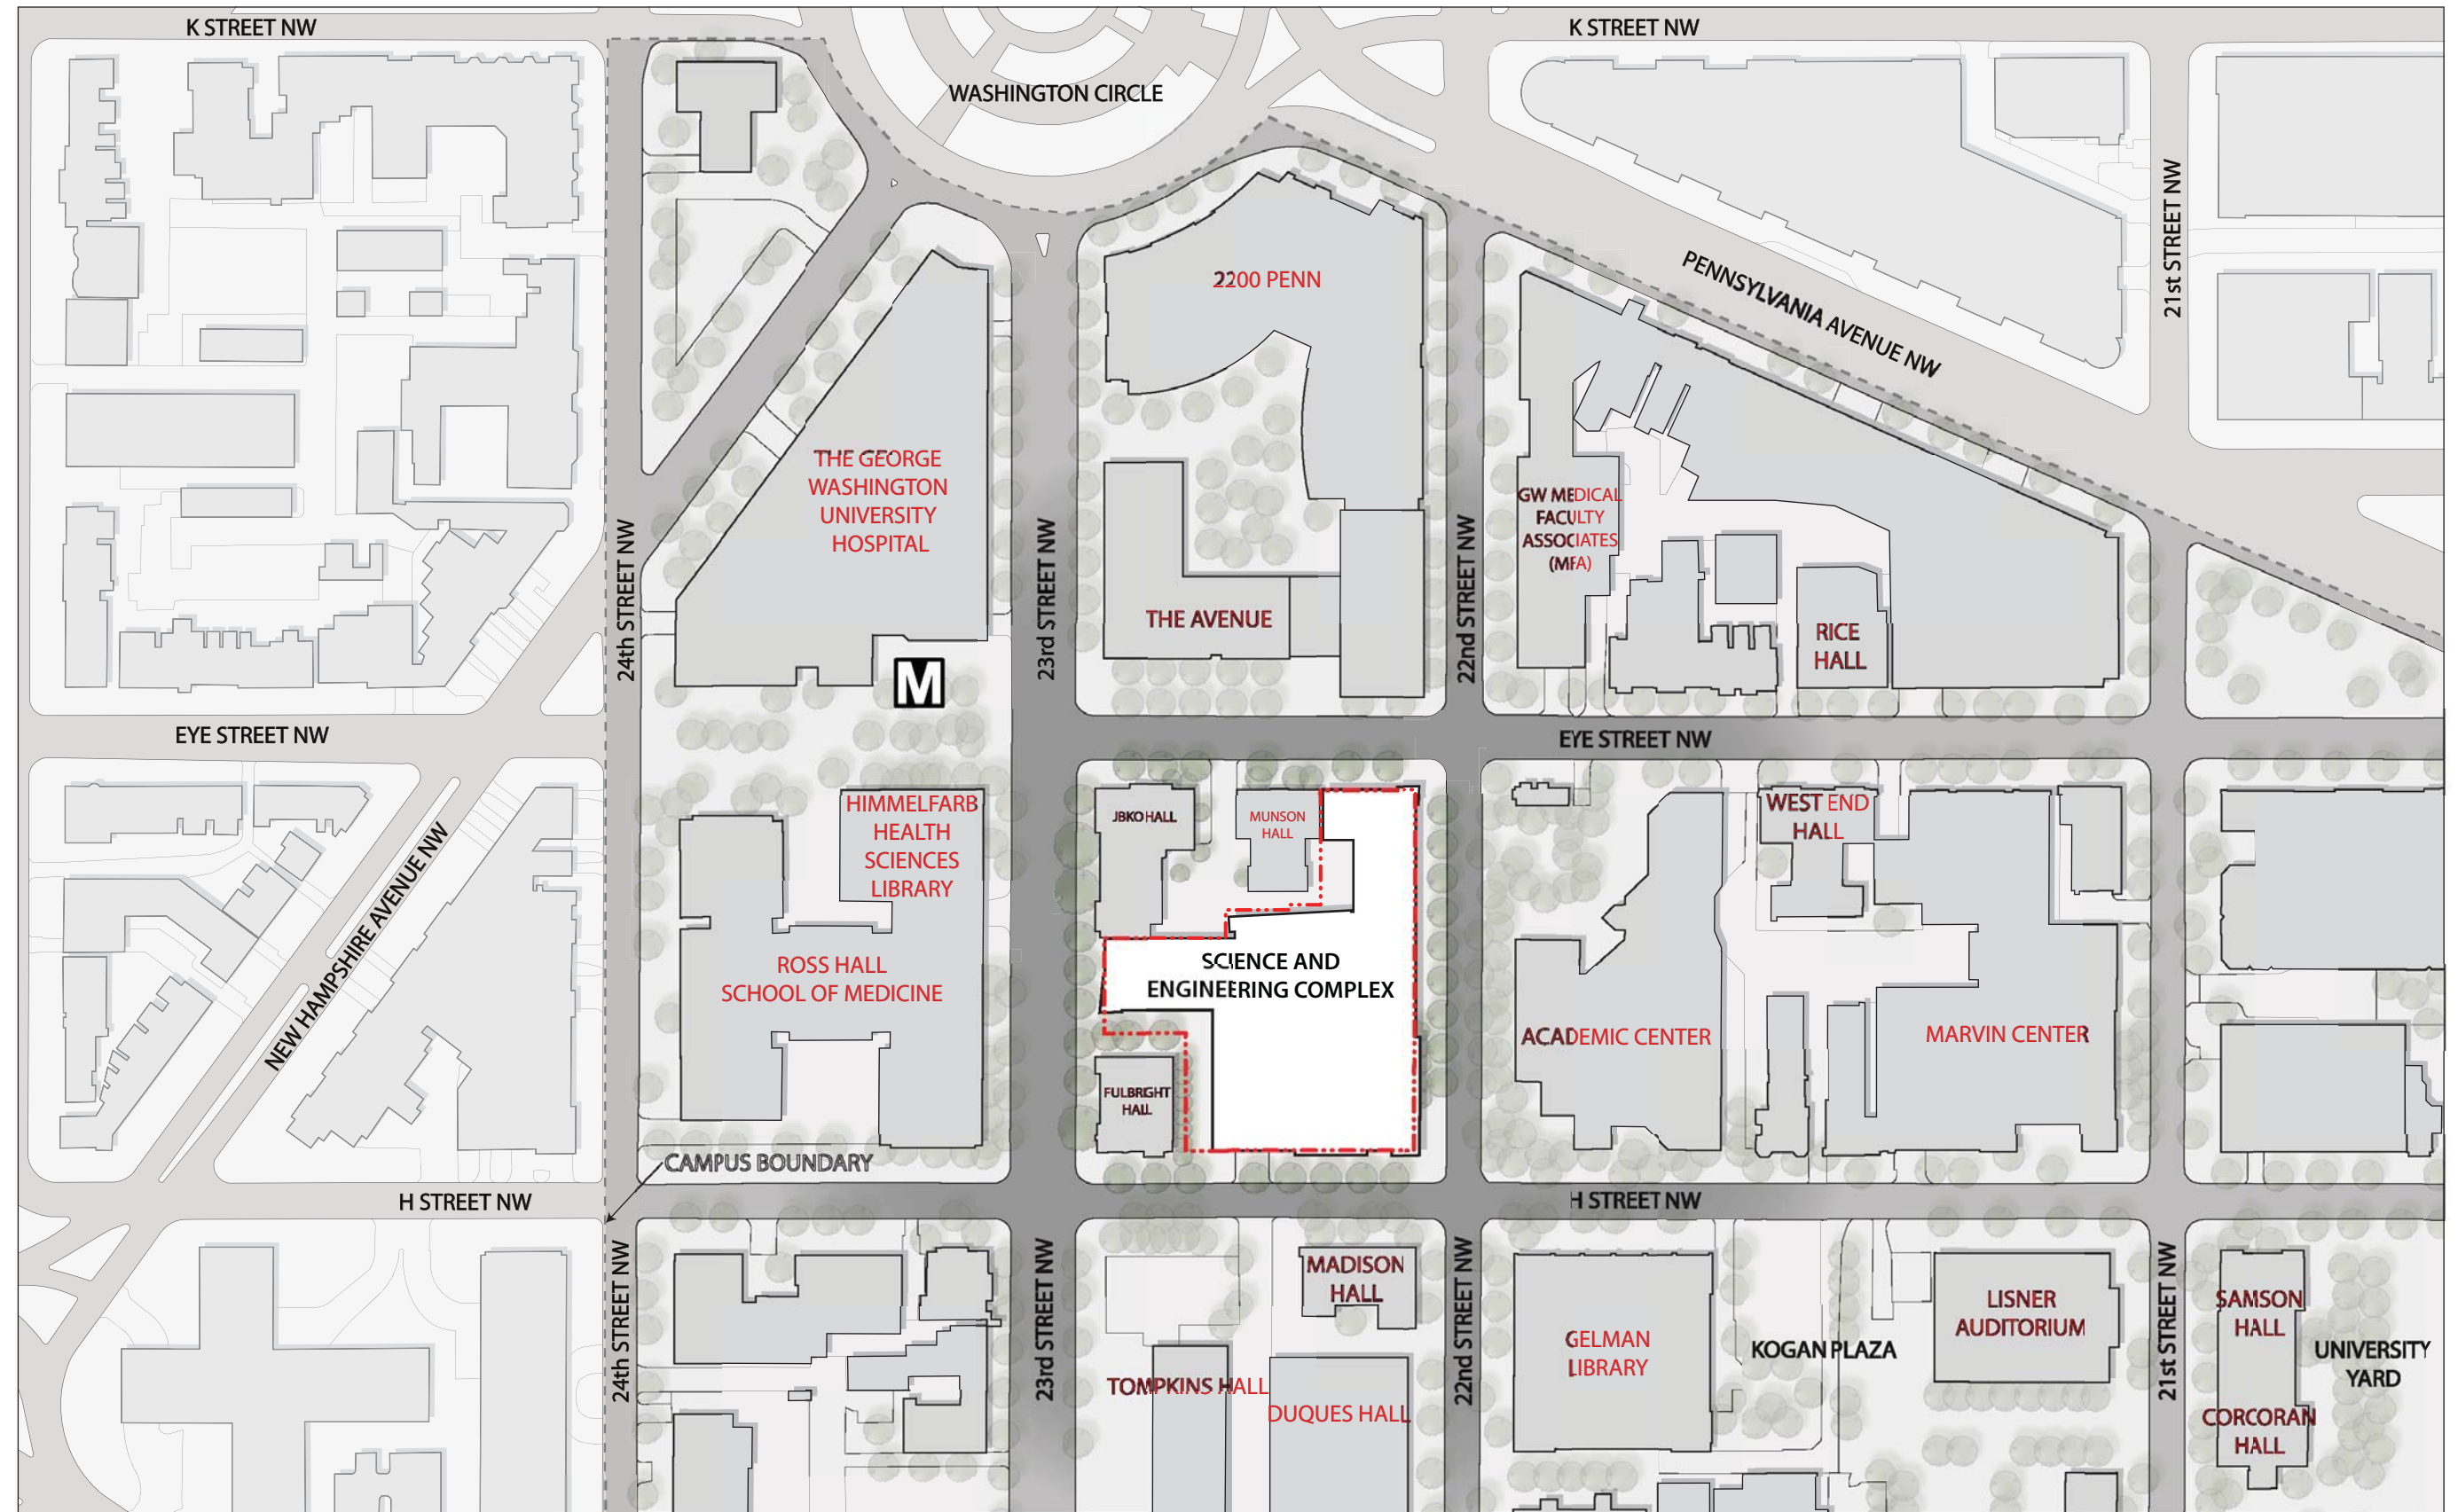 K STREET NW
K STREET NW
WASHINGTON CIRCLE
21st STREET NW
PENNSYLVANIA AVENUE NW
2200 PENN
THE GEORGE
WASHINGTON
UNIVERSITY
HOSPITAL
GW MEDICAL
FACULTY
ASSOCIATES
(MFA)
24th STREET NW
23rd STREET NW
22nd STREET NW
THE AVENUE
RICE
HALL
M
EYE STREET NW
EYE STREET NW
HIMMELFARB
HEALTH
SCIENCES
LIBRARY
JBKO HALL
MUNSON
HALL
WEST END
HALL
NEW HAMPSHIRE AVENUE NW
ROSS HALL
SCHOOL OF MEDICINE
SCIENCE AND
ENGINEERING COMPLEX
ACADEMIC CENTER
MARVIN CENTER
FULBRIGHT
HALL
CAMPUS BOUNDARY
H STREET NW
H STREET NW
24th STREET NW
23rd STREET NW
22nd STREET NW
21st STREET NW
MADISON
HALL
GELMAN
LIBRARY
KOGAN PLAZA
LISNER
AUDITORIUM
SAMSON
HALL
UNIVERSITY
YARD
TOMPKINS HALL
DUQUES HALL
CORCORAN
HALL